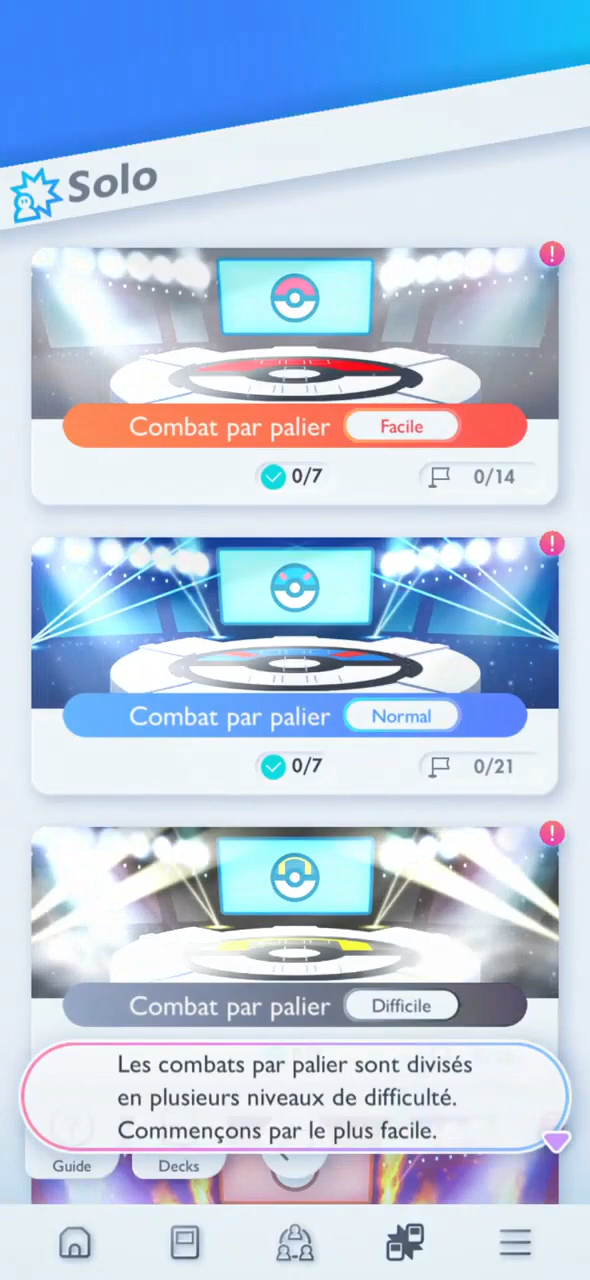 Solo
!
Combat par palier Facile
0/7 0/14
!
Combat par palier Normal
0/7 0/21
!
Combat par palier Difficile
Les combats par palier sont divisés
en plusieurs niveaux de difficulté.
Commençons par le plus facile.
Guide Decks